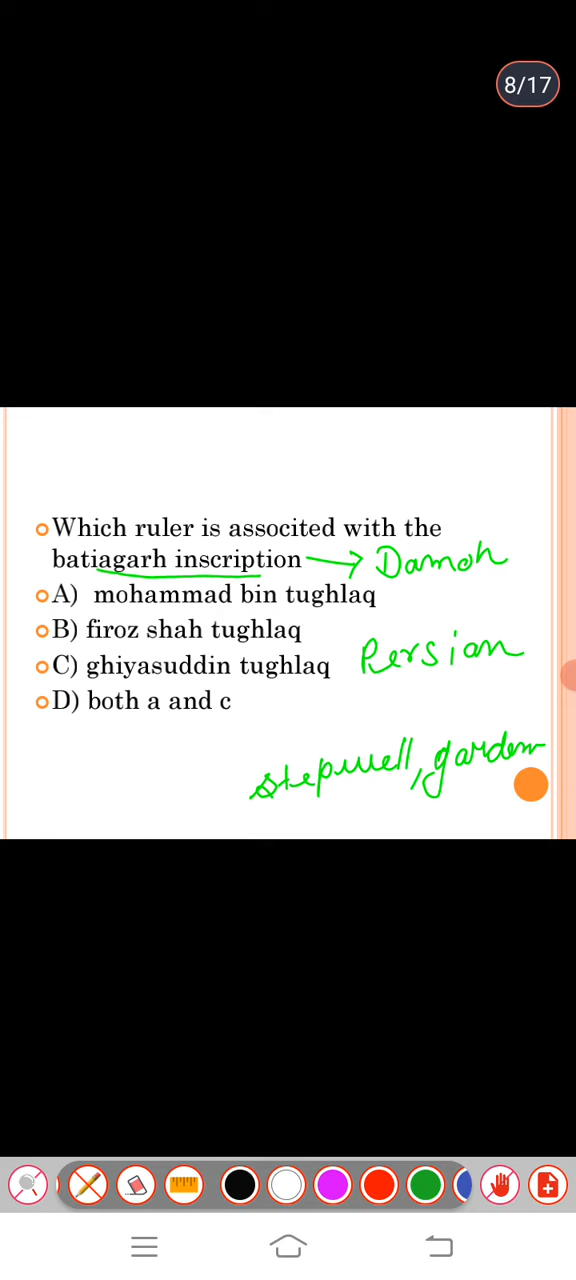 8/17
Which ruler is associted with the
batiagarh inscription → Damoh
A) mohammad bin tughlaq
B) firoz shah tughlaq
C) ghiyasuddin tughlaq Persian
D) both a and c
stepwell, garden